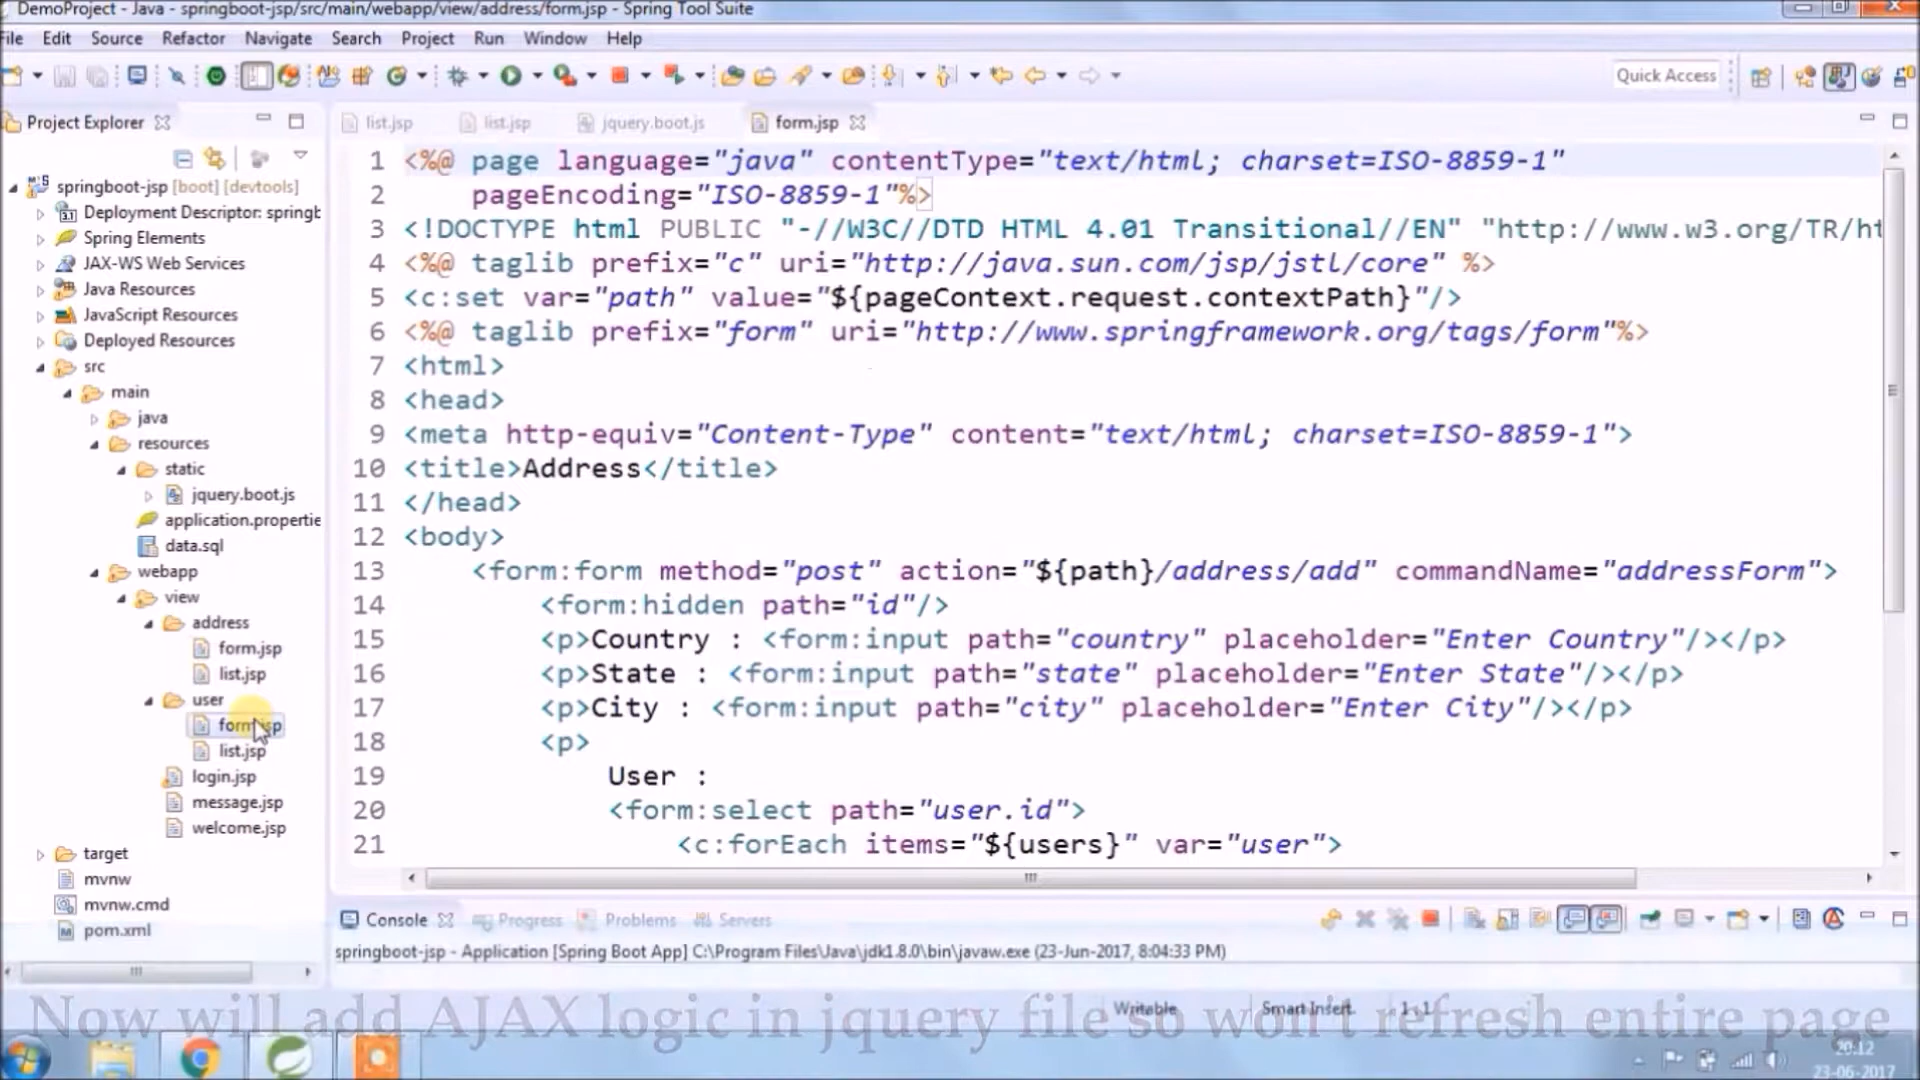 DemoProject - Java - springboot-jsp/src/main/webapp/view/address/form.jsp - Spring Tool Suite
File Edit Source Refactor Navigate Search Project Run Window Help
Quick Access
Project Explorer
list.jsp list.jsp jquery.boot.js form.jsp
springboot-jsp [boot] [devtools]
Deployment Descriptor: springb
Spring Elements
JAX-WS Web Services
Java Resources
JavaScript Resources
Deployed Resources
src
main
java
resources
static
jquery.boot.js
application.propertie
data.sql
webapp
view
address
form.jsp
list.jsp
user
form.jsp
list.jsp
login.jsp
message.jsp
welcome.jsp
target
mvnw
mvnw.cmd
pom.xml
1 <%@ page language="java" contentType="text/html; charset=ISO-8859-1"
2 pageEncoding="ISO-8859-1"%>
3 <!DOCTYPE html PUBLIC "-//W3C//DTD HTML 4.01 Transitional//EN" "http://www.w3.org/TR/ht
4 <%@ taglib prefix="c" uri="http://java.sun.com/jsp/jstl/core" %>
5 <c:set var="path" value="${pageContext.request.contextPath}"/>
6 <%@ taglib prefix="form" uri="http://www.springframework.org/tags/form"%>
7 <html>
8 <head>
9 <meta http-equiv="Content-Type" content="text/html; charset=ISO-8859-1">
10 <title>Address</title>
11 </head>
12 <body>
13 <form:form method="post" action="${path}/address/add" commandName="addressForm">
14 <form:hidden path="id"/>
15 <p>Country : <form:input path="country" placeholder="Enter Country"/></p>
16 <p>State : <form:input path="state" placeholder="Enter State"/></p>
17 <p>City : <form:input path="city" placeholder="Enter City"/></p>
18 <p>
19 User :
20 <form:select path="user.id">
21 <c:forEach items="${users}" var="user">
Console Progress Problems Servers
springboot-jsp - Application [Spring Boot App] C:\Program Files\Java\jdk1.8.0\bin\javaw.exe (23-Jun-2017, 8:04:33 PM)
Writable Smart Insert 1 : 1
Now will add AJAX logic in jquery file so won't refresh entire page
20:12
23-06-2017